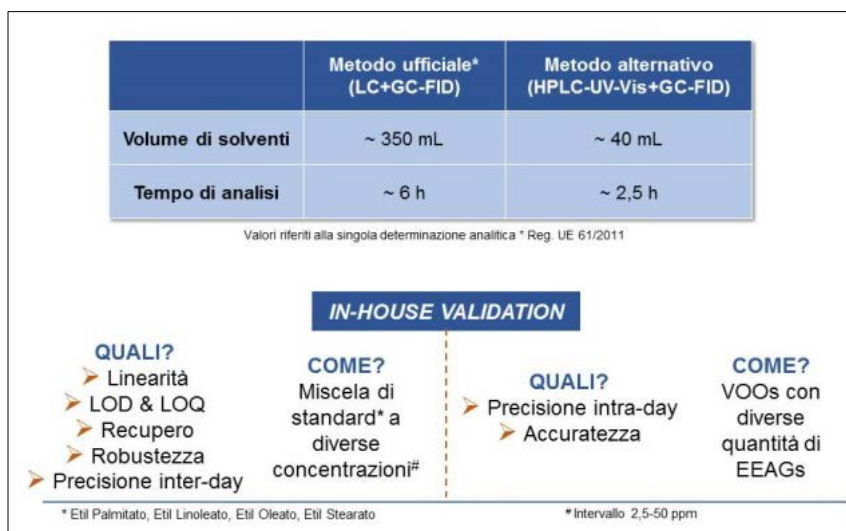 Metodo ufficiale*
(LC+GC-FID)
Metodo alternativo
(HPLC-UV-Vis+GC-FID)
Volume di solventi
~ 350 mL
~ 40 mL
Tempo di analisi
~ 6 h
~ 2,5 h
Valori riferiti alla singola determinazione analitica * Reg. UE 61/2011
IN-HOUSE VALIDATION
QUALI?
Linearità
LOD & LOQ
Recupero
Robustezza
Precisione inter-day
COME?
Miscela di
standard* a
diverse
concentrazioni#
QUALI?
Precisione intra-day
Accuratezza
COME?
VOOs con
diverse
quantità di
EEAGs
* Etil Palmitato, Etil Linoleato, Etil Oleato, Etil Stearato
# Intervallo 2,5-50 ppm